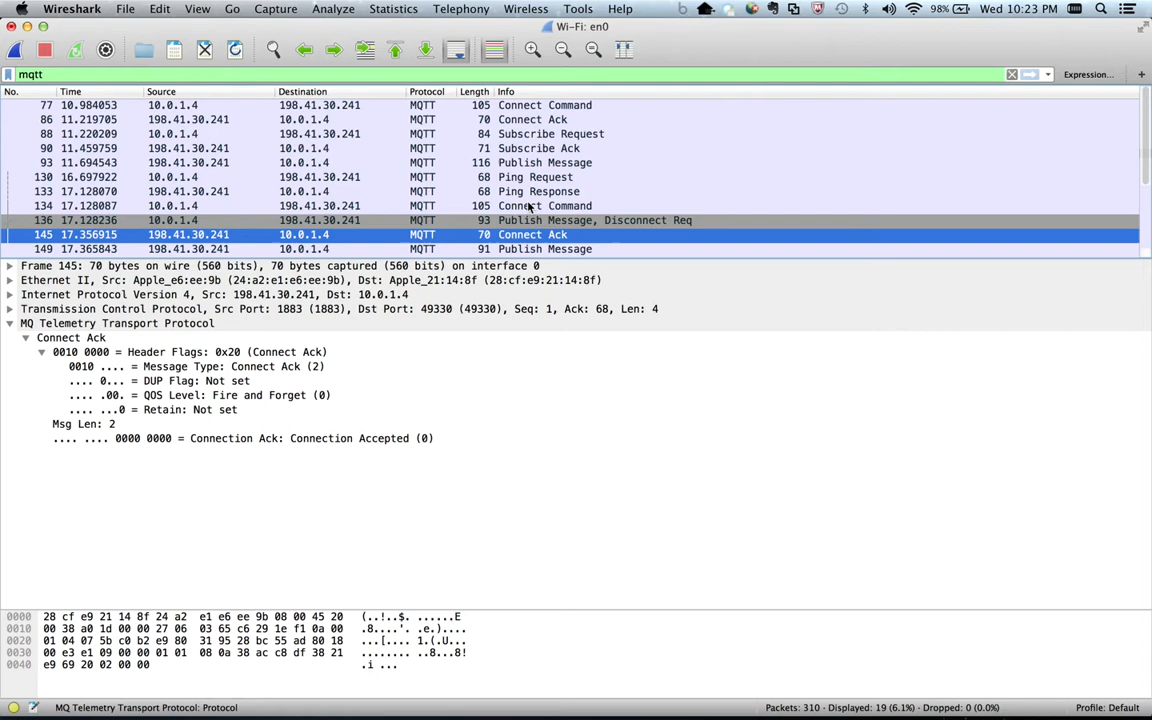 Wireshark File Edit View Go Capture Analyze Statistics Telephony Wireless Tools Help 98% Wed 10:23 PM
Wi-Fi: en0
mqtt Expression... +
No. Time Source Destination Protocol Length Info
77 10.984053 10.0.1.4 198.41.30.241 MQTT 105 Connect Command
86 11.219705 198.41.30.241 10.0.1.4 MQTT 70 Connect Ack
88 11.220209 10.0.1.4 198.41.30.241 MQTT 84 Subscribe Request
90 11.459759 198.41.30.241 10.0.1.4 MQTT 71 Subscribe Ack
93 11.694543 198.41.30.241 10.0.1.4 MQTT 116 Publish Message
130 16.697922 10.0.1.4 198.41.30.241 MQTT 68 Ping Request
133 17.128070 198.41.30.241 10.0.1.4 MQTT 68 Ping Response
134 17.128087 10.0.1.4 198.41.30.241 MQTT 105 Connect Command
136 17.128236 10.0.1.4 198.41.30.241 MQTT 93 Publish Message, Disconnect Req
145 17.356915 198.41.30.241 10.0.1.4 MQTT 70 Connect Ack
149 17.365843 198.41.30.241 10.0.1.4 MQTT 91 Publish Message
Frame 145: 70 bytes on wire (560 bits), 70 bytes captured (560 bits) on interface 0
Ethernet II, Src: Apple_e6:ee:9b (24:a2:e1:e6:ee:9b), Dst: Apple_21:14:8f (28:cf:e9:21:14:8f)
Internet Protocol Version 4, Src: 198.41.30.241, Dst: 10.0.1.4
Transmission Control Protocol, Src Port: 1883 (1883), Dst Port: 49330 (49330), Seq: 1, Ack: 68, Len: 4
MQ Telemetry Transport Protocol
Connect Ack
0010 0000 = Header Flags: 0x20 (Connect Ack)
0010 .... = Message Type: Connect Ack (2)
.... 0... = DUP Flag: Not set
.... .00. = QOS Level: Fire and Forget (0)
.... ...0 = Retain: Not set
Msg Len: 2
.... .... 0000 0000 = Connection Ack: Connection Accepted (0)
0000 28 cf e9 21 14 8f 24 a2 e1 e6 ee 9b 08 00 45 20 (..!..$. ......E
0010 00 38 a0 1d 00 00 27 06 03 65 c6 29 1e f1 0a 00 .8....'. .e.)....
0020 01 04 07 5b c0 b2 e9 80 31 95 28 bc 55 ad 80 18 ...[.... 1.(.U...
0030 00 e3 e1 09 00 00 01 01 08 0a 38 ac c8 df 38 21 ........ ..8...8!
0040 e9 69 20 02 00 00 .i ...
MQ Telemetry Transport Protocol: Protocol Packets: 310 · Displayed: 19 (6.1%) · Dropped: 0 (0.0%) Profile: Default